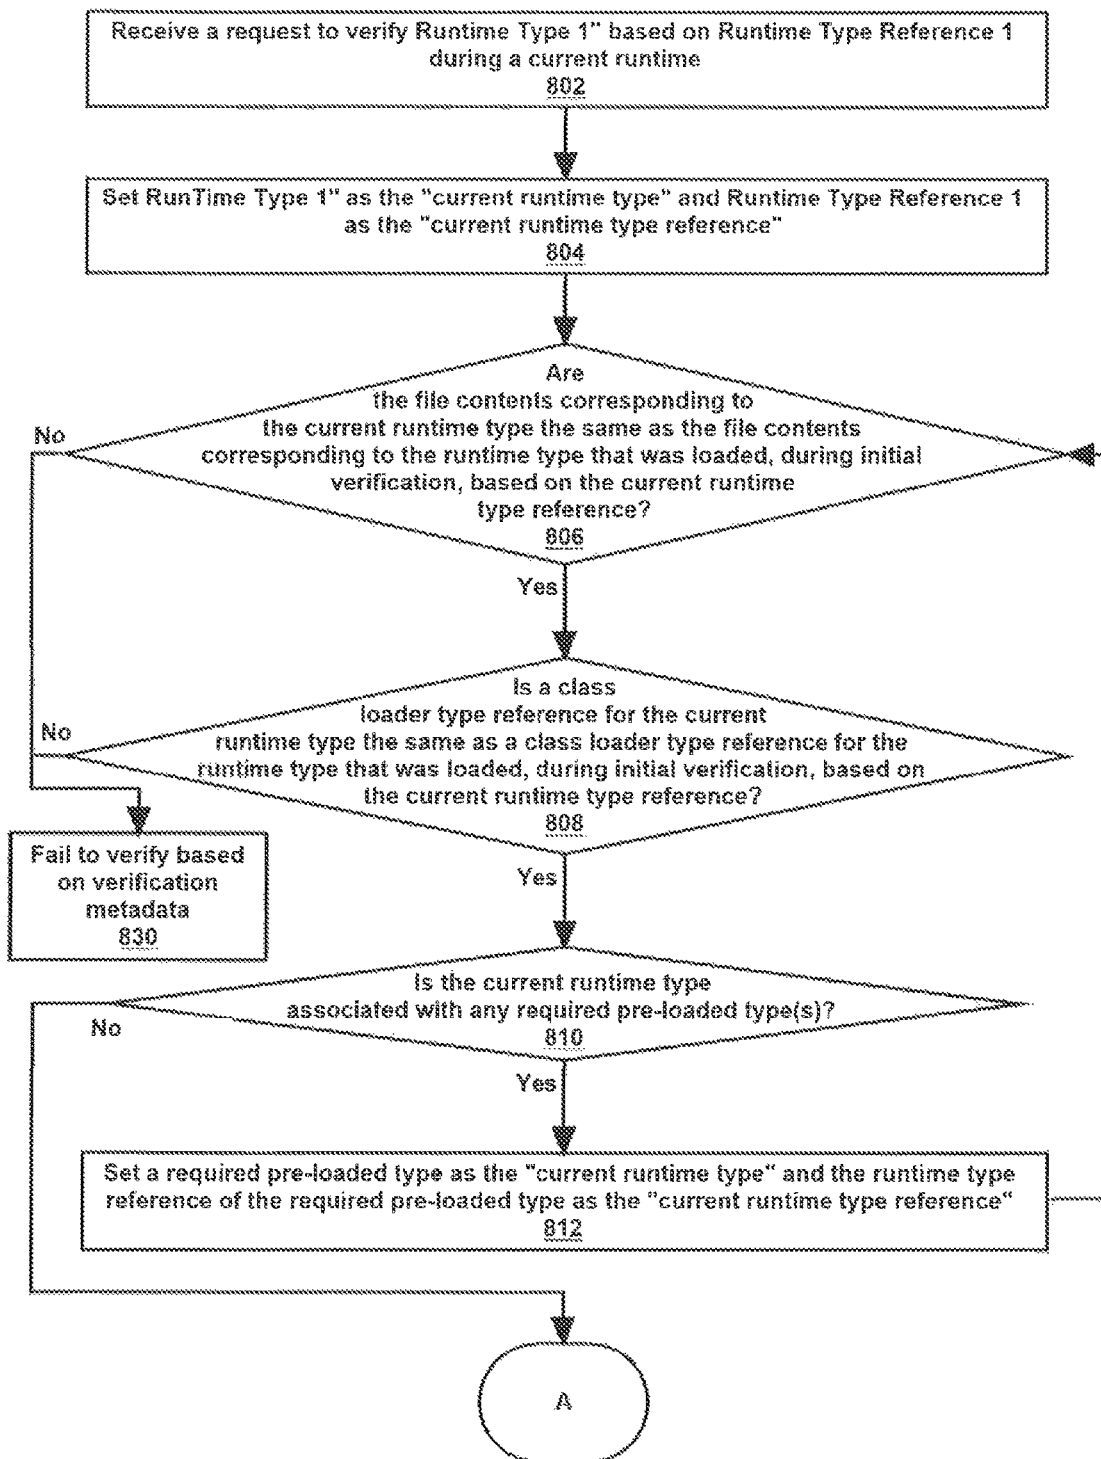 Receive a request to verify Runtime Type 1" based on Runtime Type Reference 1
during a current runtime
802
Set RunTime Type 1" as the "current runtime type" and Runtime Type Reference 1
as the "current runtime type reference"
804
Are
the file contents corresponding to
the current runtime type the same as the file contents
corresponding to the runtime type that was loaded, during initial
verification, based on the current runtime
type reference?
806
No
Yes
Is a class
loader type reference for the current
runtime type the same as a class loader type reference for the
runtime type that was loaded, during initial verification, based on
the current runtime type reference?
808
No
Yes
Fail to verify based
on verification
metadata
830
Is the current runtime type
associated with any required pre-loaded type(s)?
810
No
Yes
Set a required pre-loaded type as the "current runtime type" and the runtime type
reference of the required pre-loaded type as the "current runtime type reference"
812
A